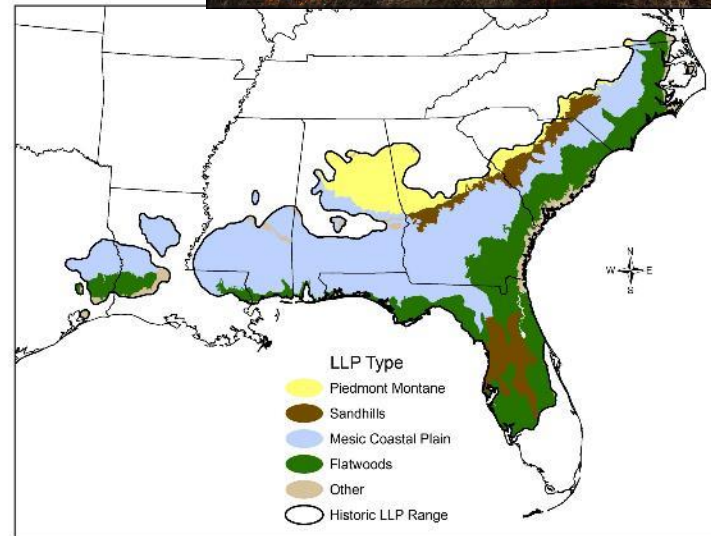 N
W E
S
LLP Type
Piedmont Montane
Sandhills
Mesic Coastal Plain
Flatwoods
Other
Historic LLP Range